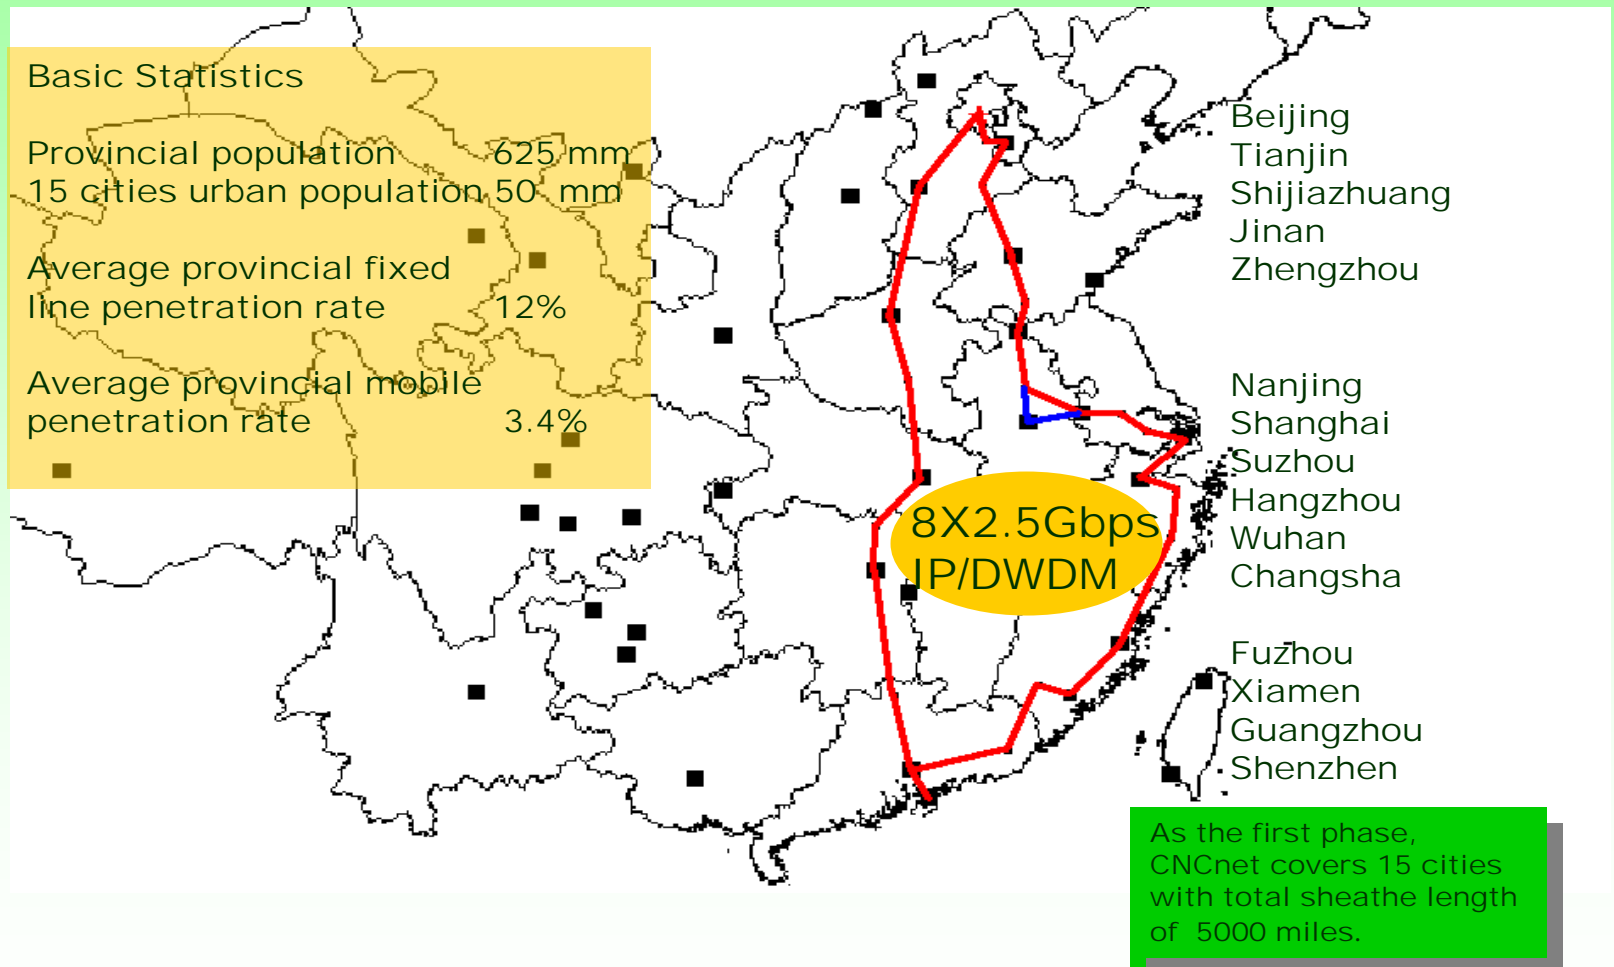 Basic Statistics
Provincial population 625 mm
15 cities urban population 50 mm
Average provincial fixed
line penetration rate 12%
Average provincial mobile
penetration rate 3.4%
8X2.5Gbps
IP/DWDM
Beijing
Tianjin
Shijiazhuang
Jinan
Zhengzhou
Nanjing
Shanghai
Suzhou
Hangzhou
Wuhan
Changsha
Fuzhou
Xiamen
Guangzhou
Shenzhen
As the first phase,
CNCnet covers 15 cities
with total sheathe length
of 5000 miles.